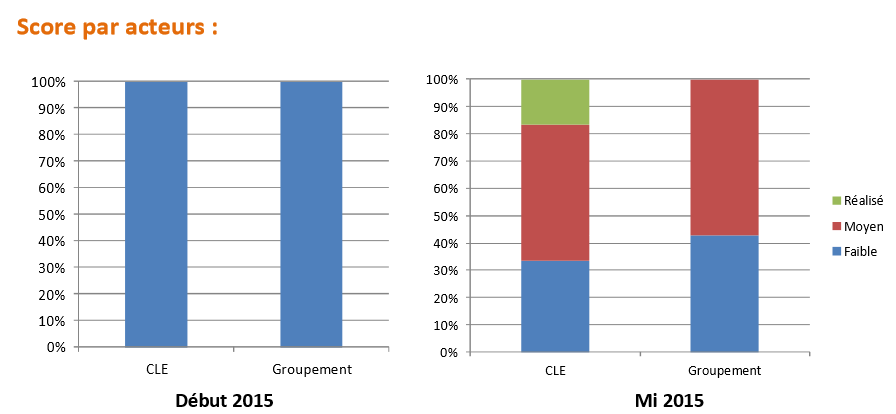 Score par acteurs :
100%
90%
80%
70%
60%
50%
40%
30%
20%
10%
0%
CLE
Groupement
Début 2015
100%
90%
80%
70%
60%
50%
40%
30%
20%
10%
0%
CLE
Groupement
Mi 2015
Réalisé
Moyen
Faible